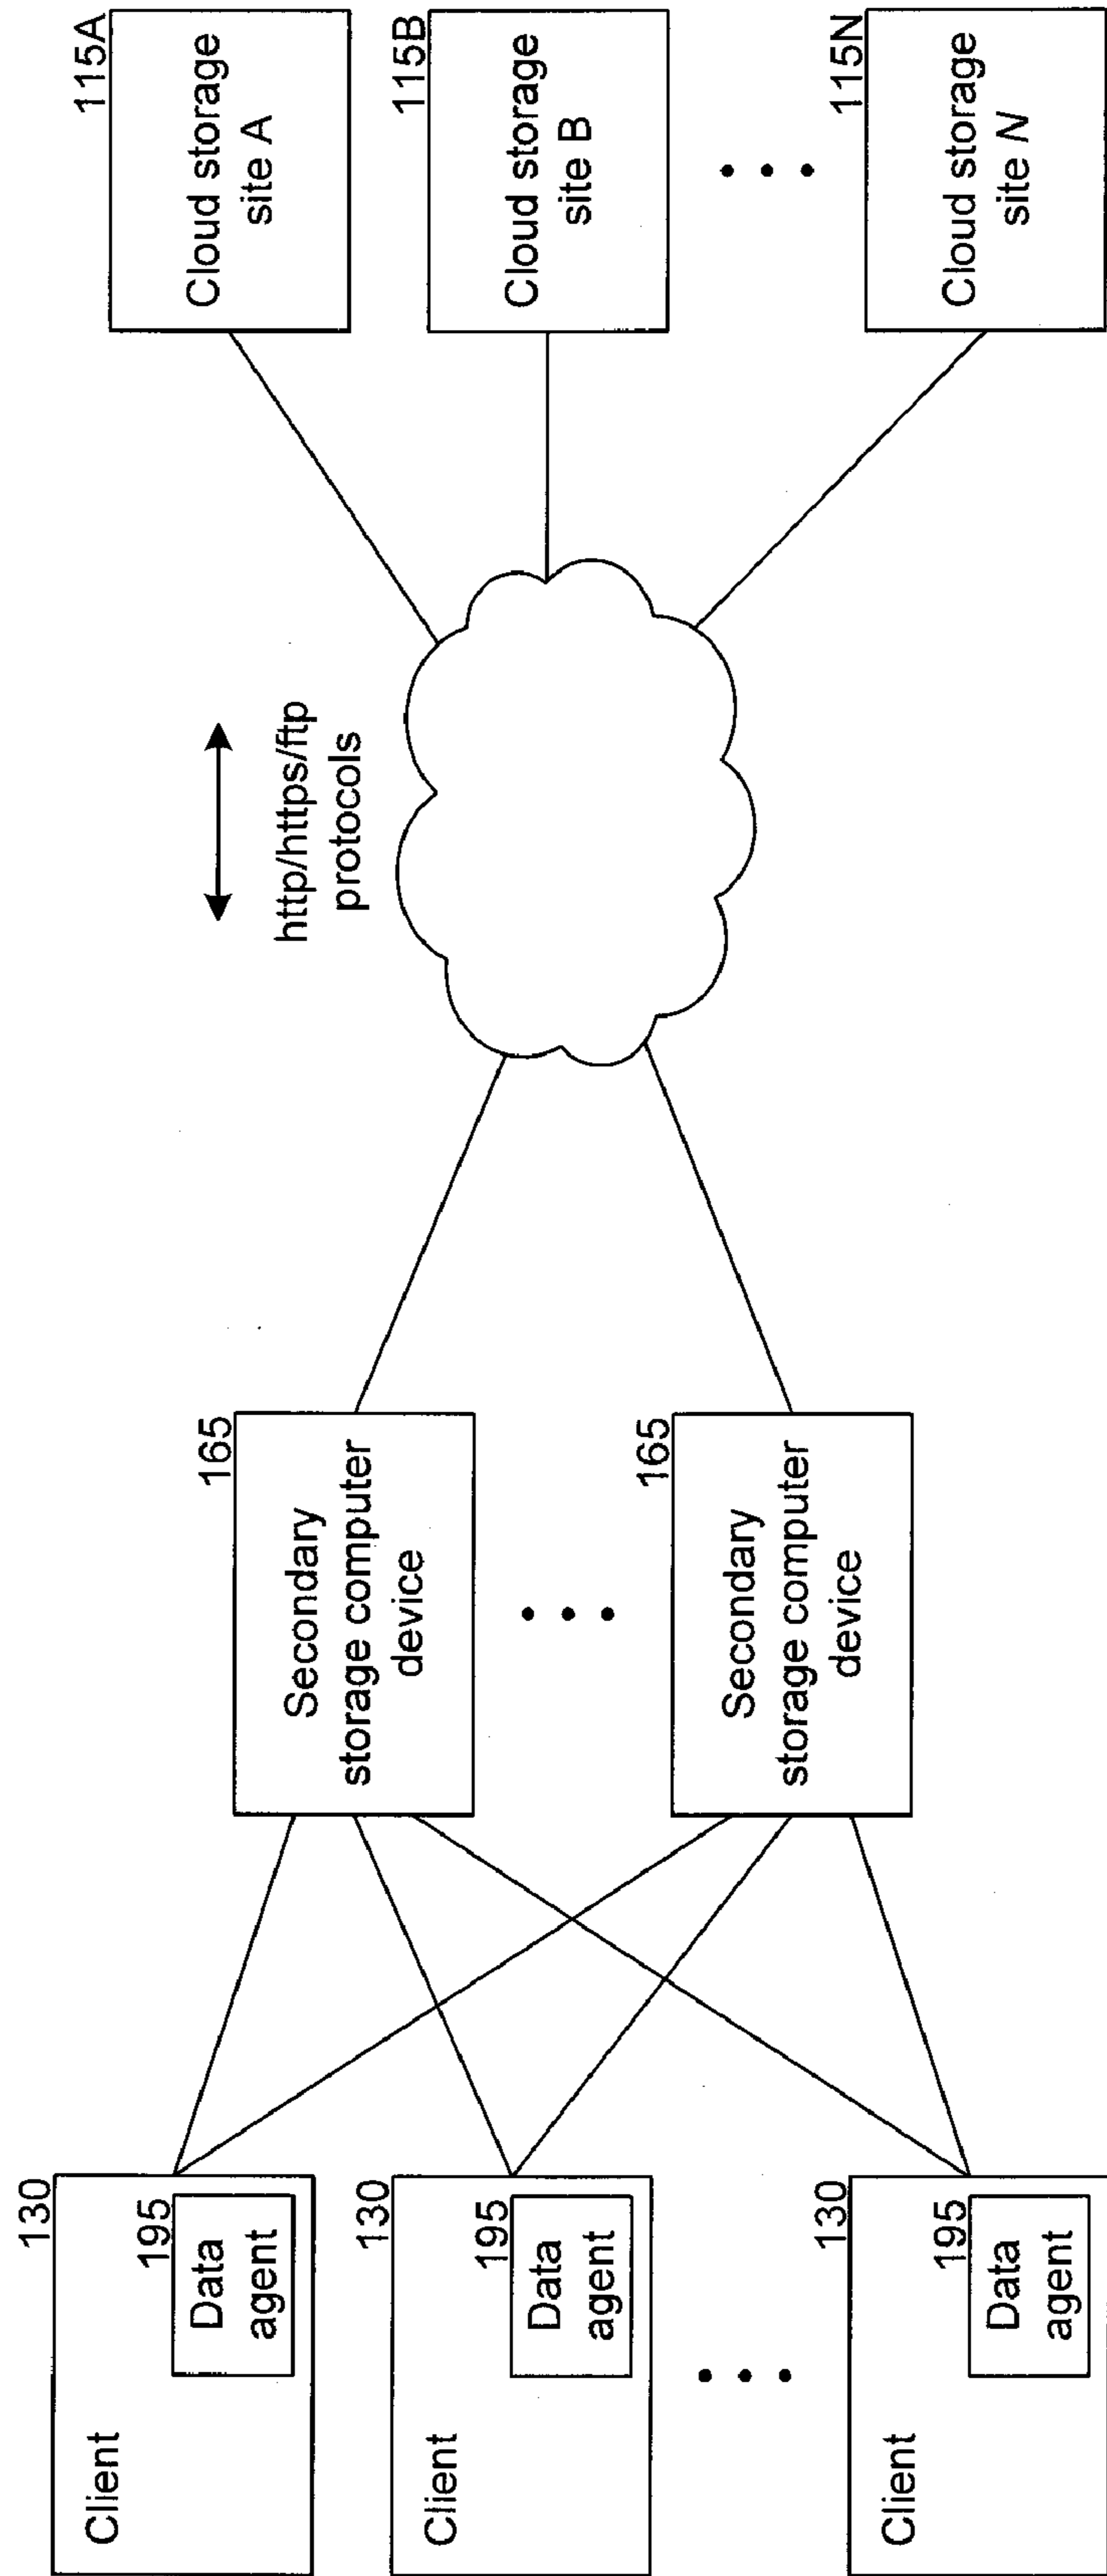 130
Client
195
Data
agent
130
Client
195
Data
agent
130
Client
195
Data
agent
165
Secondary
storage computer
device
165
Secondary
storage computer
device
http/https/ftp
protocols
115A
Cloud storage
site A
115B
Cloud storage
site B
115N
Cloud storage
site N